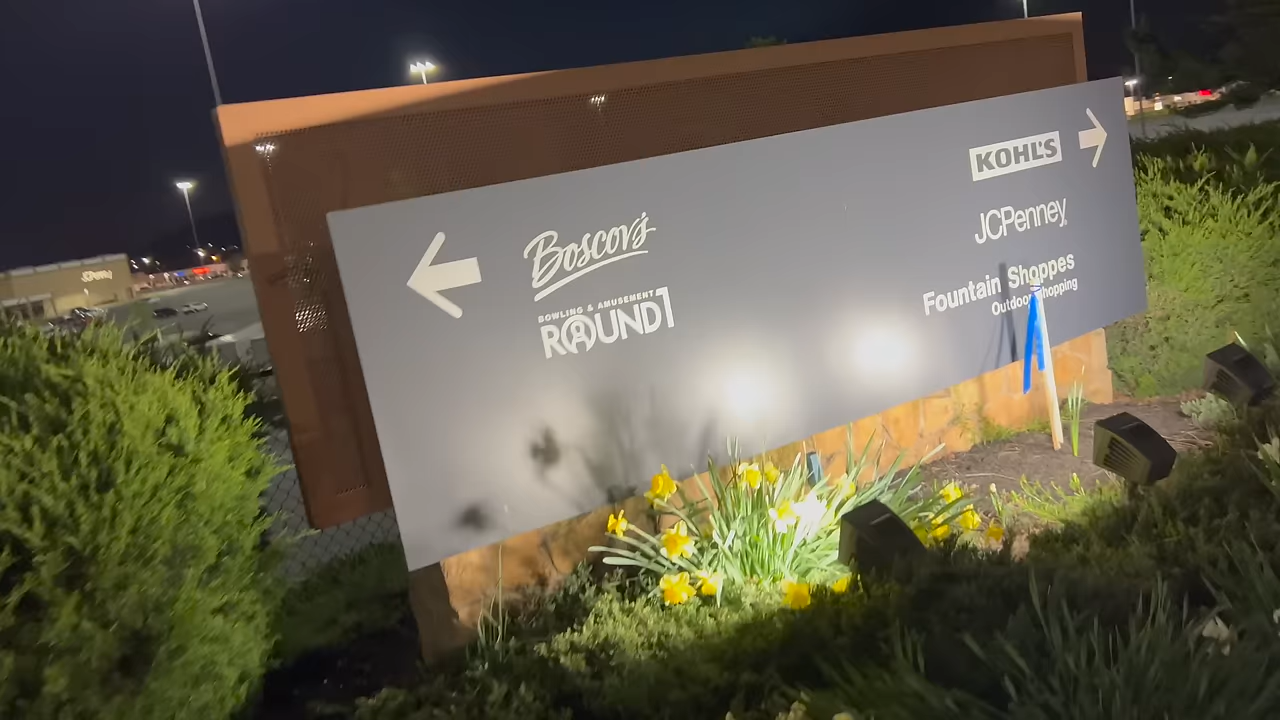 Boscov's
BOWLING & AMUSEMENT
ROUND1
KOHL'S
JCPenney
Fountain Shoppes
Outdoor Shopping